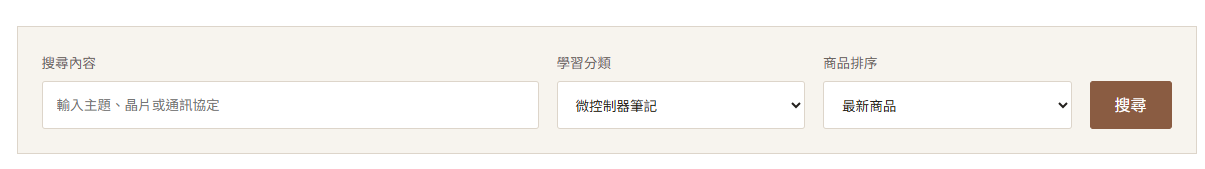 搜尋內容
學習分類
商品排序
輸入主題、晶片或通訊協定
微控制器筆記
最新商品
搜尋